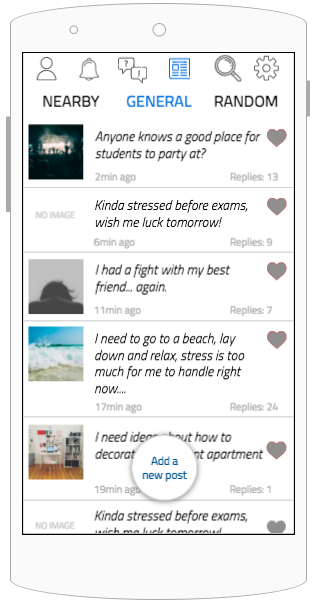 ? !
NEARBY GENERAL RANDOM
Anyone knows a good place for
students to party at?
2min ago Replies: 13
NO IMAGE
Kinda stressed before exams,
wish me luck tomorrow!
6min ago Replies: 9
I had a fight with my best
friend... again.
11min ago Replies: 7
I need to go to a beach, lay
down and relax, stress is too
much for me to handle right
now....
17min ago Replies: 24
I need ideas about how to
decorat apartment
Add a
new post
19min ago Replies: 1
NO IMAGE
Kinda stressed before exams,
wish me luck tomorrow!